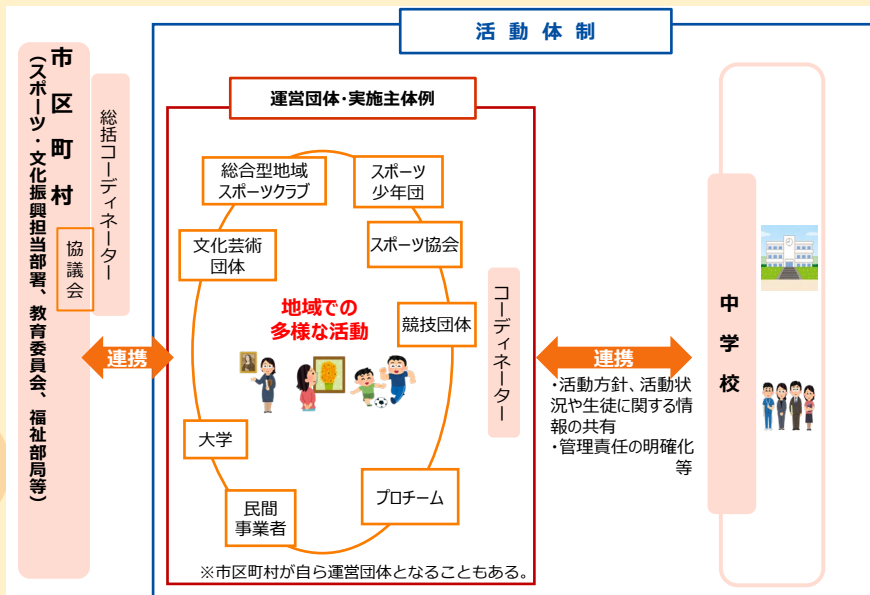 活動体制
市区町村
（スポーツ・文化振興担当部署、教育委員会、福祉部局等）
協議会
総括コーディネーター
連携
運営団体・実施主体例
総合型地域
スポーツクラブ
スポーツ
少年団
文化芸術
団体
スポーツ協会
地域での
多様な活動
競技団体
コーディネーター
大学
民間
事業者
プロチーム
※市区町村が自ら運営団体となることもある。
連携
・活動方針、活動状
況や生徒に関する情
報の共有
・管理責任の明確化
等
中学校